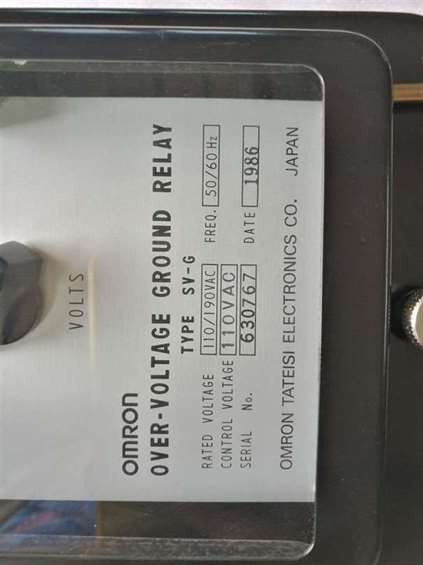 VOLTS
OMRON
OVER-VOLTAGE GROUND RELAY
TYPE SV-G
RATED VOLTAGE 110/190VAC FREQ. 50/60Hz
CONTROL VOLTAGE 110VAC
SERIAL No. 630767 DATE 1986
OMRON TATEISI ELECTRONICS CO. JAPAN